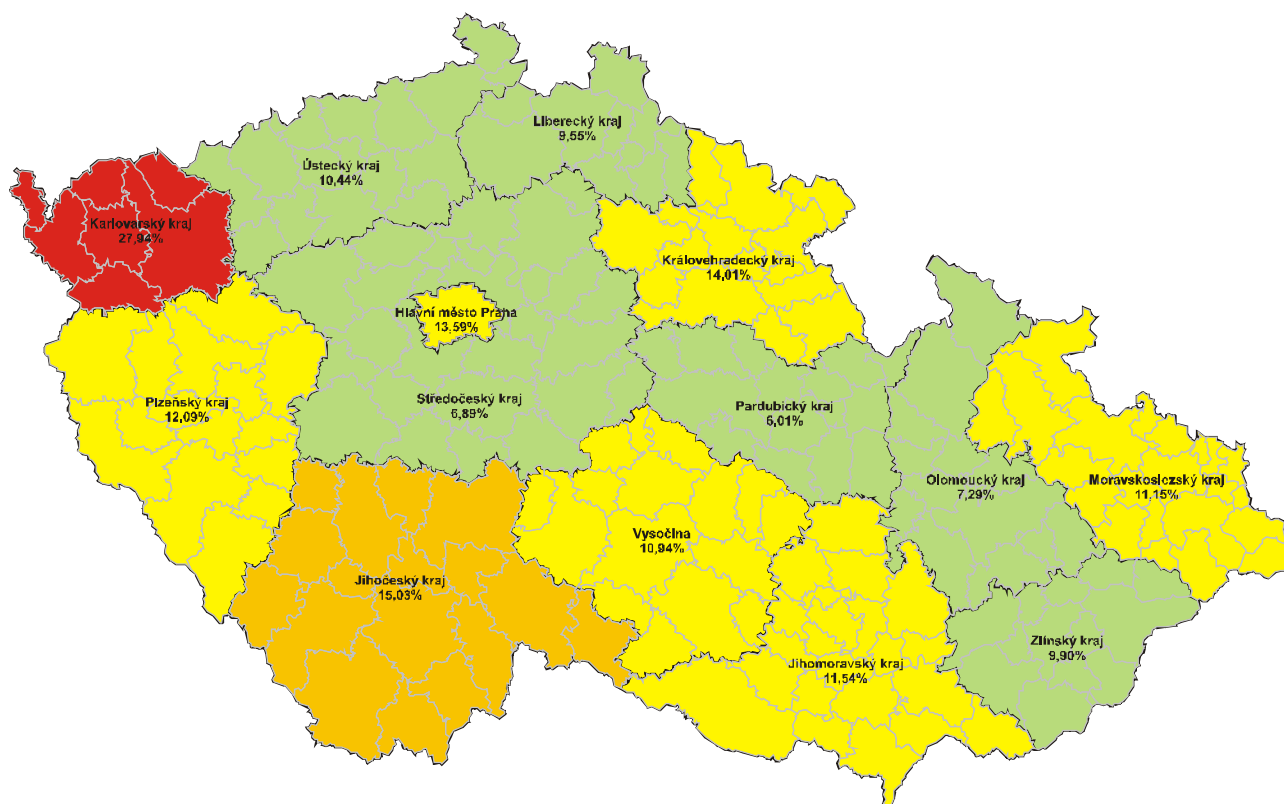 Liberecký kraj
9,55%
Ústecký kraj
10,44%
Karlovarský kraj
27,94%
Královehradecký kraj
14,01%
Hlavní město Praha
13,59%
Plzeňský kraj
12,09%
Středočeský kraj
6,89%
Pardubický kraj
6,01%
Olomoucký kraj
7,29%
Moravskoslezský kraj
11,15%
Vysočina
10,94%
Jihočeský kraj
15,03%
Zlínský kraj
9,90%
Jihomoravský kraj
11,54%